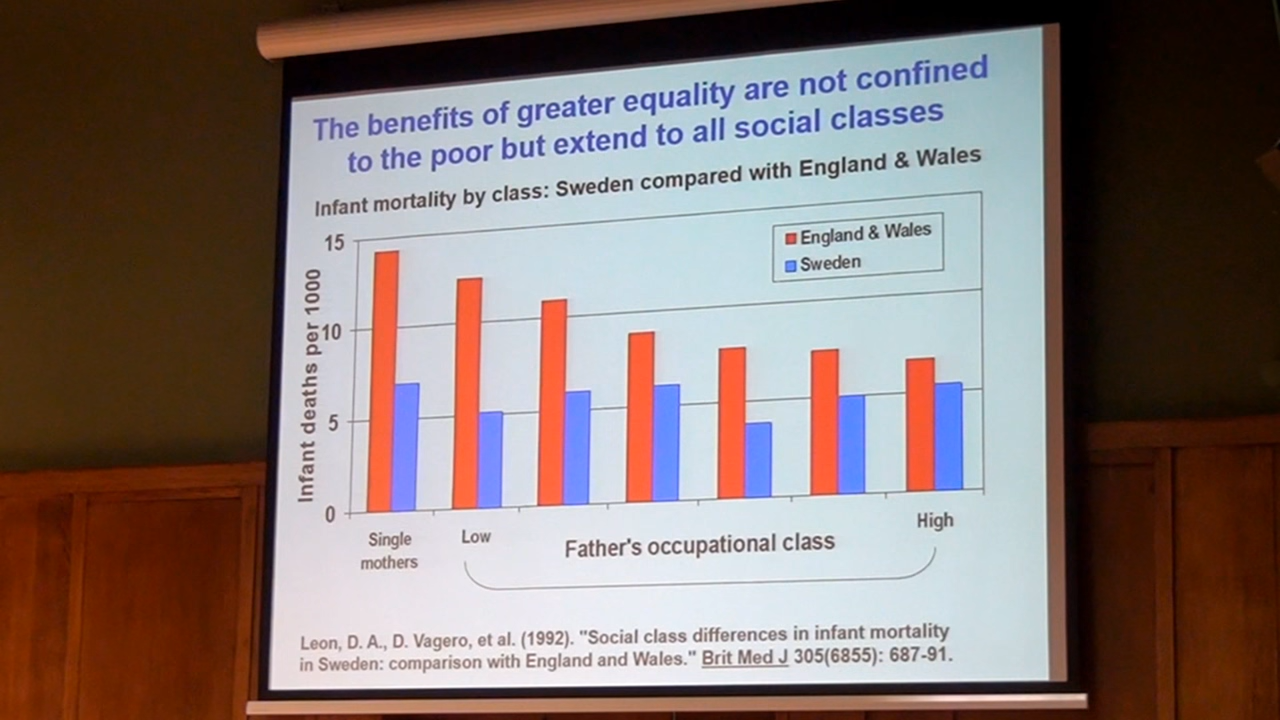 The benefits of greater equality are not confined
to the poor but extend to all social classes
Infant mortality by class: Sweden compared with England & Wales
15
10
5
0
Infant deaths per 1000
England & Wales
Sweden
Single
mothers
Low
Father's occupational class
High
Leon, D. A., D. Vagero, et al. (1992). "Social class differences in infant mortality
in Sweden: comparison with England and Wales." Brit Med J 305(6855): 687-91.